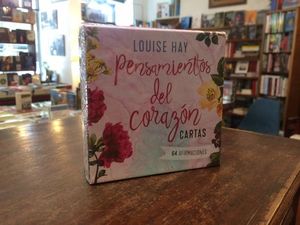 LOUISE HAY
Pensamientos
del
corazón
CARTAS
64 AFIRMACIONES